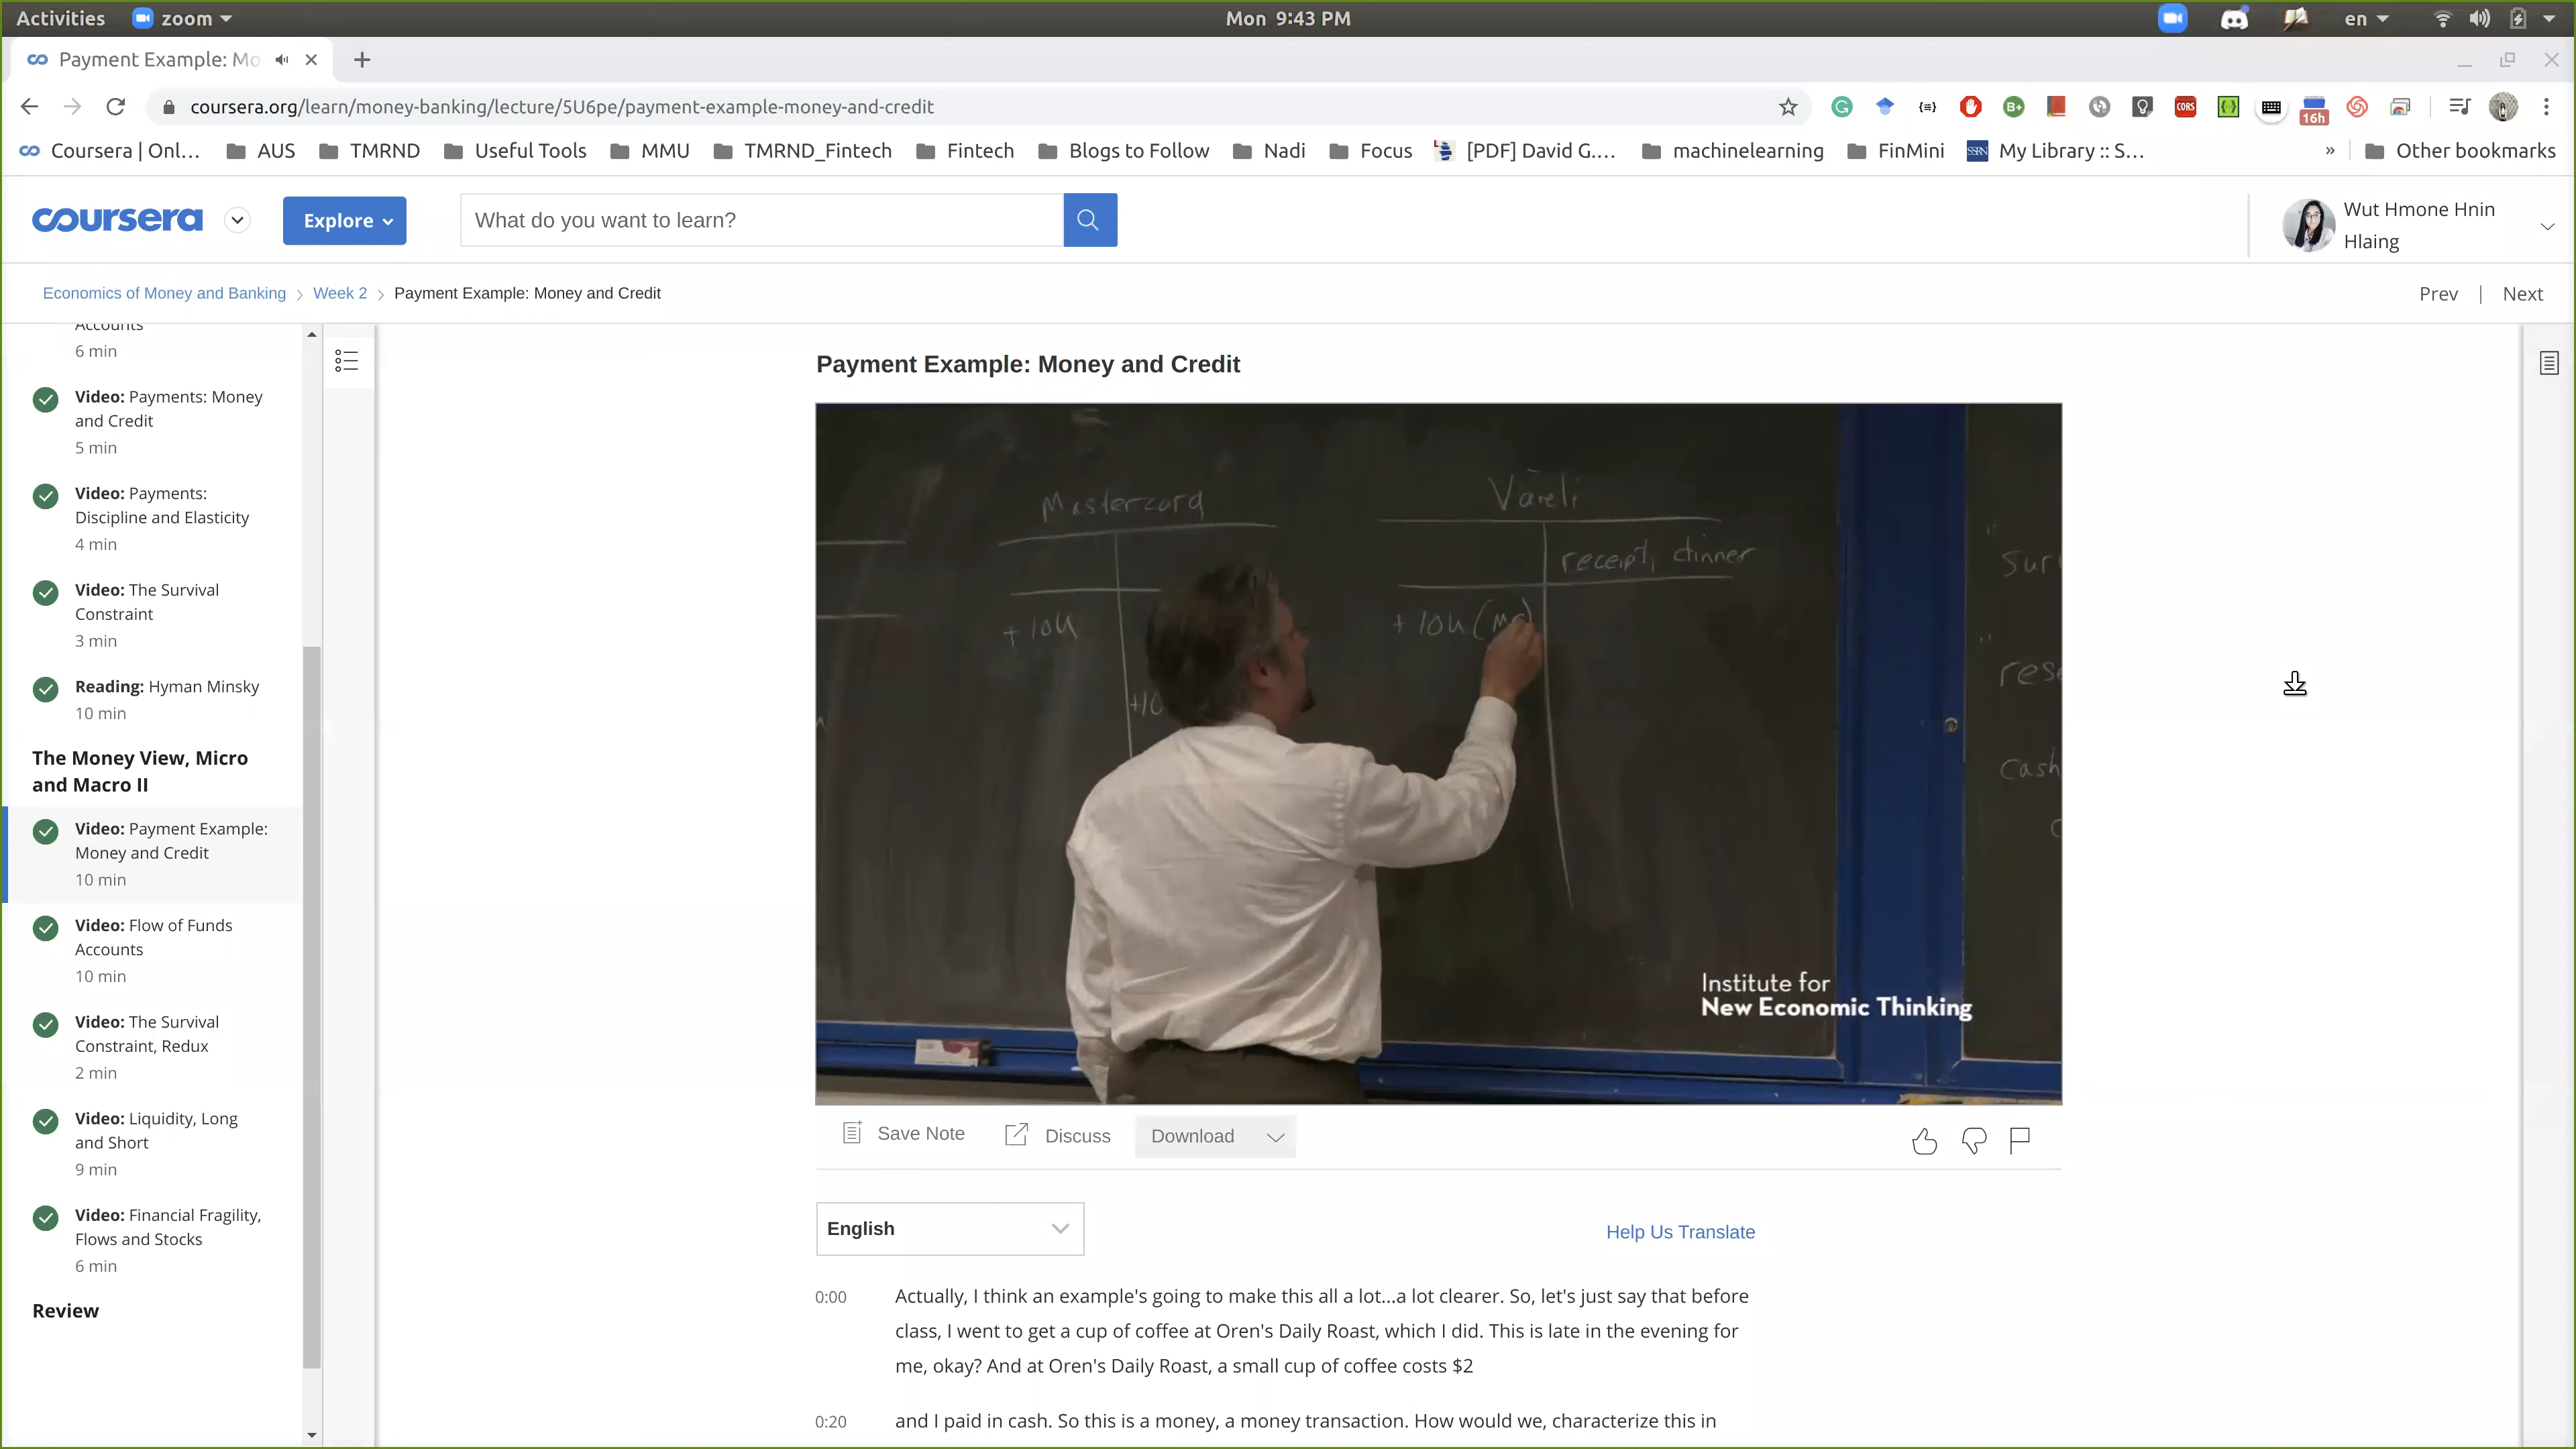 Activities zoom Mon 9:43 PM en
Payment Example: Mo
coursera.org/learn/money-banking/lecture/5U6pe/payment-example-money-and-credit
B+ CORS 16h
Coursera | Onl... AUS TMRND Useful Tools MMU TMRND_Fintech Fintech Blogs to Follow Nadi Focus [PDF] David G.... machinelearning FinMini SSRN My Library :: S... » Other bookmarks
coursera Explore What do you want to learn? Wut Hmone Hnin
Hlaing
Economics of Money and Banking > Week 2 > Payment Example: Money and Credit Prev | Next
Accounts
6 min
Video: Payments: Money
and Credit
5 min
Video: Payments:
Discipline and Elasticity
4 min
Video: The Survival
Constraint
3 min
Reading: Hyman Minsky
10 min
The Money View, Micro
and Macro II
Video: Payment Example:
Money and Credit
10 min
Video: Flow of Funds
Accounts
10 min
Video: The Survival
Constraint, Redux
2 min
Video: Liquidity, Long
and Short
9 min
Video: Financial Fragility,
Flows and Stocks
6 min
Review
Payment Example: Money and Credit
Mastercard
receipt, dinner
+ IOU
+ IOU (MC)
Institute for
New Economic Thinking
Save Note Discuss Download
English Help Us Translate
0:00 Actually, I think an example's going to make this all a lot...a lot clearer. So, let's just say that before
class, I went to get a cup of coffee at Oren's Daily Roast, which I did. This is late in the evening for
me, okay? And at Oren's Daily Roast, a small cup of coffee costs $2
0:20 and I paid in cash. So this is a money, a money transaction. How would we, characterize this in